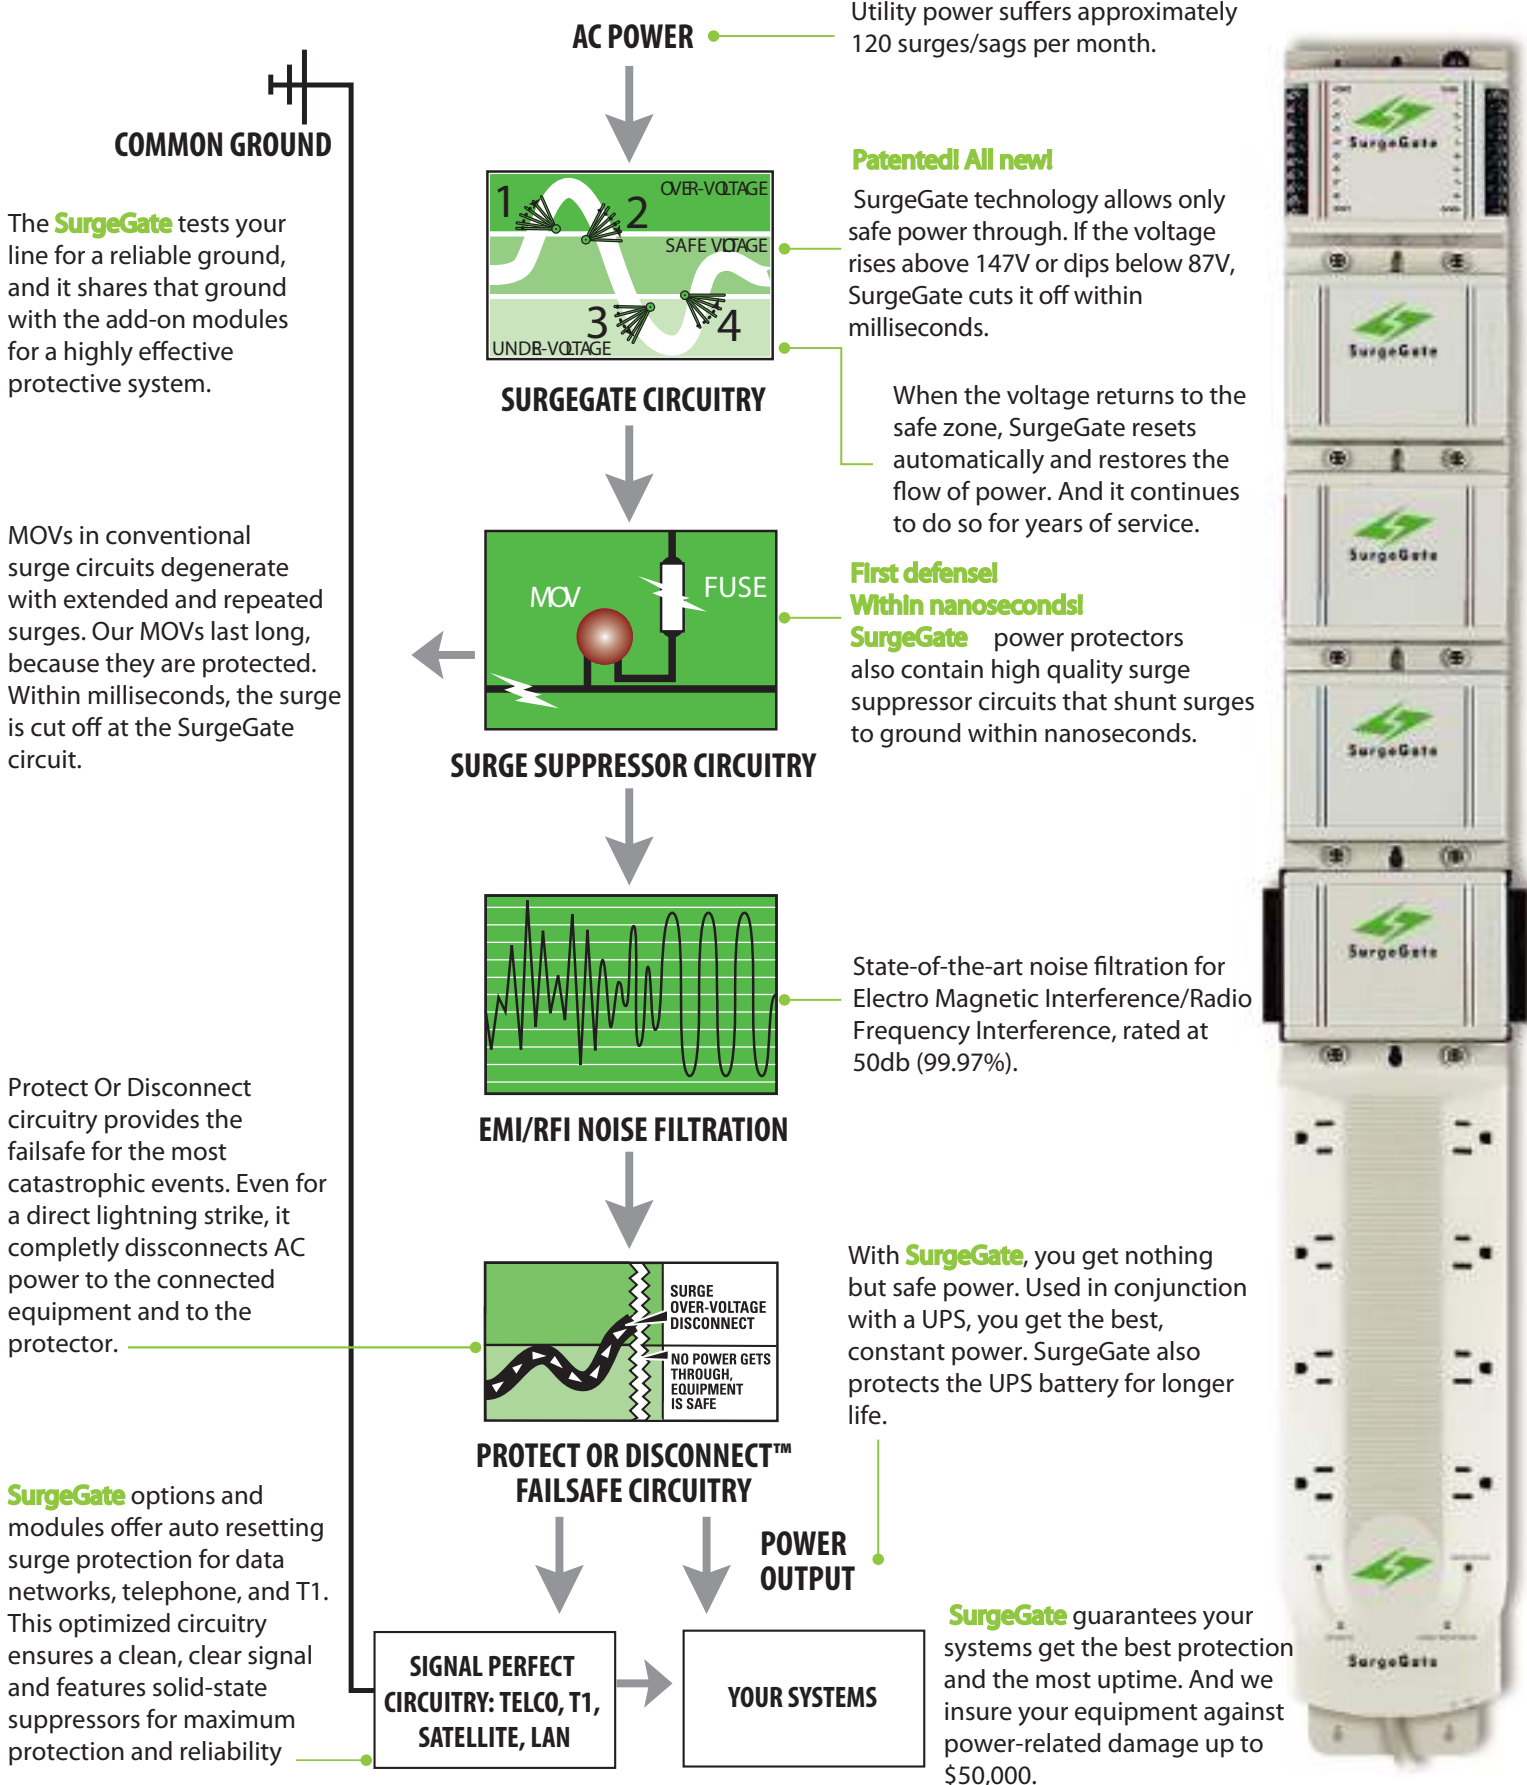 Utility power suffers approximately
120 surges/sags per month.
AC POWER
COMMON GROUND
The SurgeGate tests your
line for a reliable ground,
and it shares that ground
with the add-on modules
for a highly effective
protective system.
1
2
3
4
OVER-VOLTAGE
SAFE VOLTAGE
UNDER-VOLTAGE
SURGEGATE CIRCUITRY
Patented! All new!
SurgeGate technology allows only
safe power through. If the voltage
rises above 147V or dips below 87V,
SurgeGate cuts it off within
milliseconds.
When the voltage returns to the
safe zone, SurgeGate resets
automatically and restores the
flow of power. And it continues
to do so for years of service.
MOVs in conventional
surge circuits degenerate
with extended and repeated
surges. Our MOVs last long,
because they are protected.
Within milliseconds, the surge
is cut off at the SurgeGate
circuit.
MOV
FUSE
SURGE SUPPRESSOR CIRCUITRY
First defense!
Within nanoseconds!
SurgeGate power protectors
also contain high quality surge
suppressor circuits that shunt surges
to ground within nanoseconds.
EMI/RFI NOISE FILTRATION
State-of-the-art noise filtration for
Electro Magnetic Interference/Radio
Frequency Interference, rated at
50db (99.97%).
Protect Or Disconnect
circuitry provides the
failsafe for the most
catastrophic events. Even for
a direct lightning strike, it
completly dissconnects AC
power to the connected
equipment and to the
protector.
SURGE
OVER-VOLTAGE
DISCONNECT
NO POWER GETS
THROUGH,
EQUIPMENT
IS SAFE
PROTECT OR DISCONNECT™
FAILSAFE CIRCUITRY
With SurgeGate, you get nothing
but safe power. Used in conjunction
with a UPS, you get the best,
constant power. SurgeGate also
protects the UPS battery for longer
life.
POWER
OUTPUT
SurgeGate options and
modules offer auto resetting
surge protection for data
networks, telephone, and T1.
This optimized circuitry
ensures a clean, clear signal
and features solid-state
suppressors for maximum
protection and reliability
SIGNAL PERFECT
CIRCUITRY: TELCO, T1,
SATELLITE, LAN
YOUR SYSTEMS
SurgeGate guarantees your
systems get the best protection
and the most uptime. And we
insure your equipment against
power-related damage up to
$50,000.
SurgeGate
SurgeGate
SurgeGate
SurgeGate
SurgeGate
SurgeGate